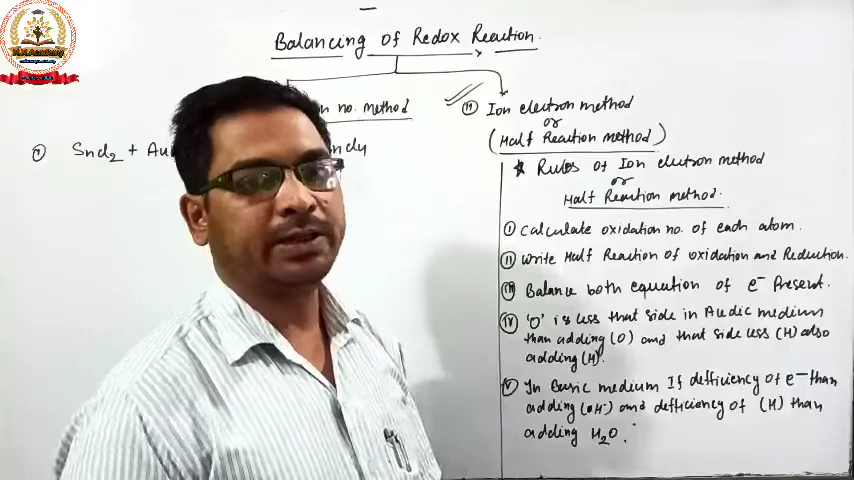 M.M.Academy
Balancing of Redox Reaction.
n no. method
(II) Ion electron method
or
(Half Reaction method)
(I) SnCl2 + Au nCl4
* Rules of Ion electron method
or
Half Reaction method.
(I) Calculate oxidation no. of each atom.
(II) Write Half Reaction of oxidation and Reduction.
(III) Balance both equation of e- Present.
(IV) 'O' is less that side in Acidic medium
than adding (O) and that side less (H) also
adding (H).
(V) In Basic medium If defficiency of e- than
adding (OH-) and defficiency of (H) than
adding H2O.